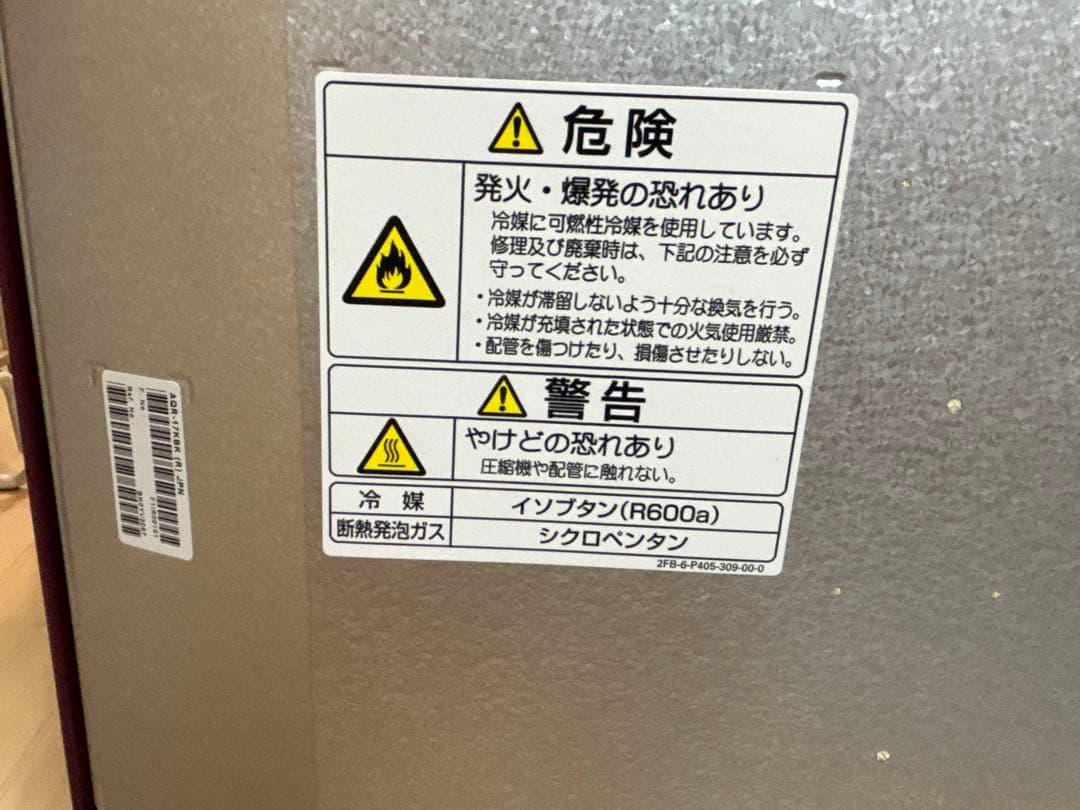 危険
発火・爆発の恐れあり
冷媒に可燃性冷媒を使用しています。
修理及び廃棄時は、下記の注意を必ず
守ってください。
・冷媒が滞留しないよう十分な換気を行う。
・冷媒が充填された状態での火気使用厳禁。
・配管を傷つけたり、損傷させたりしない。
警告
やけどの恐れあり
圧縮機や配管に触れない。
冷媒 イソブタン(R600a)
断熱発泡ガス シクロペンタン
2FB-6-P405-309-00-0
AQR-17KBK (R) JPN
F. No
Ref. No